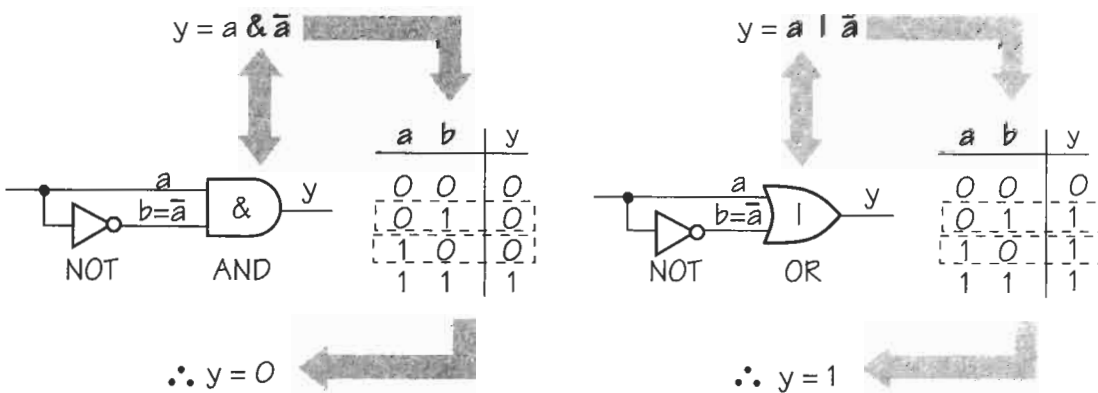 y = a & a̅
a b y
0 0 0
0 1 0
1 0 0
1 1 1
a
b=a̅
&
y
NOT AND
∴ y = 0
y = a | a̅
a b y
0 0 0
0 1 1
1 0 1
1 1 1
a
b=a̅
|
y
NOT OR
∴ y = 1